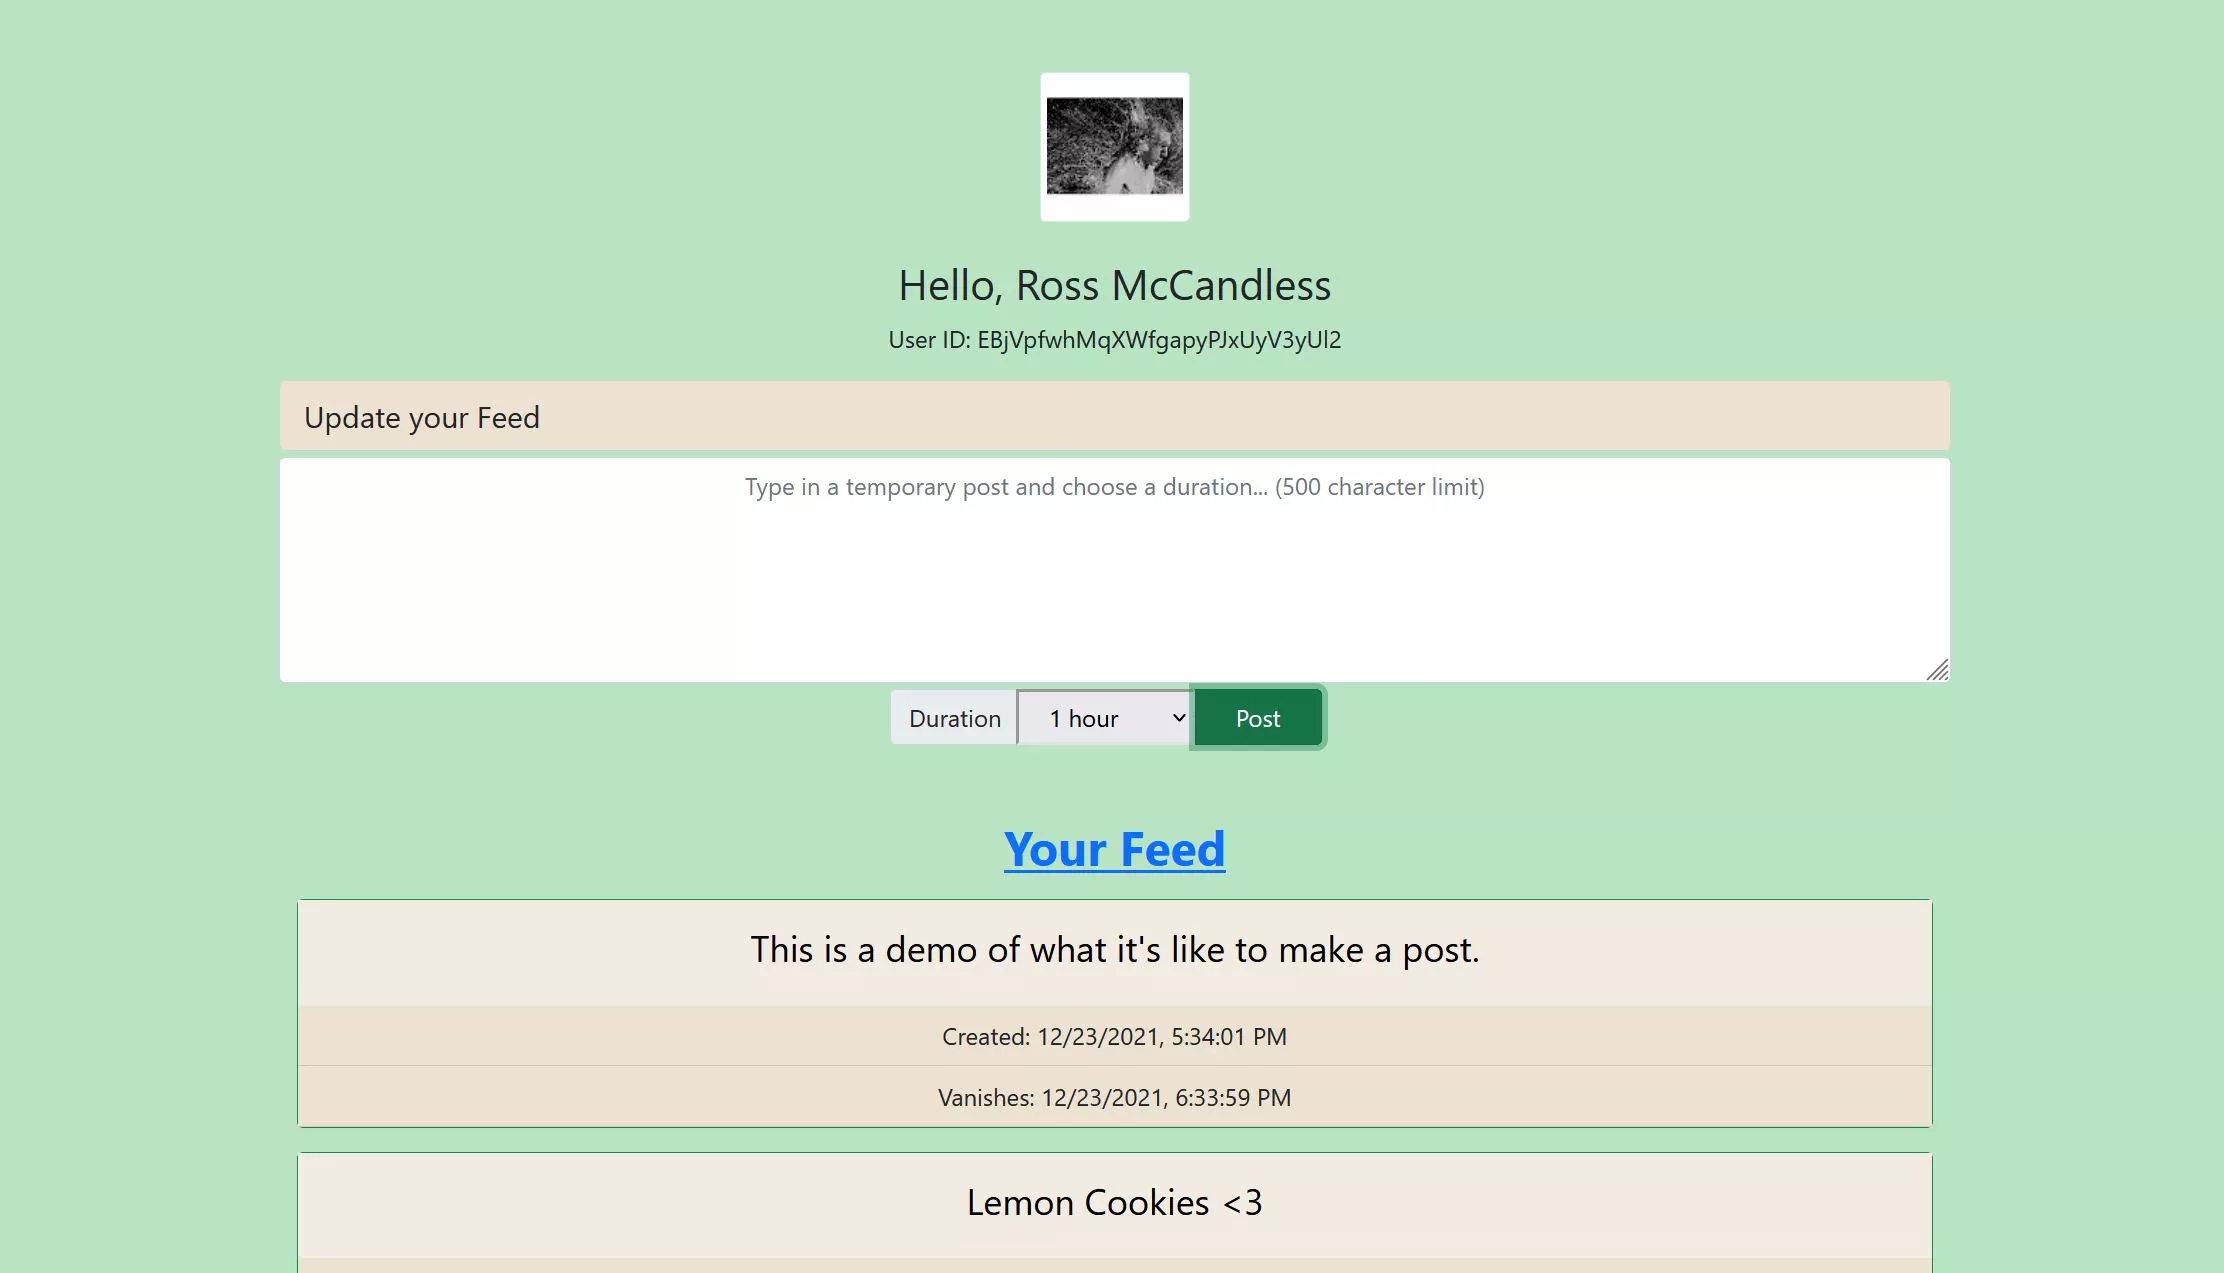 Hello, Ross McCandless
User ID: EBjVpfwhMqXWfgapyPJxUyV3yUl2
Update your Feed
Type in a temporary post and choose a duration... (500 character limit)
Duration 1 hour Post
Your Feed
This is a demo of what it's like to make a post.
Created: 12/23/2021, 5:34:01 PM
Vanishes: 12/23/2021, 6:33:59 PM
Lemon Cookies <3